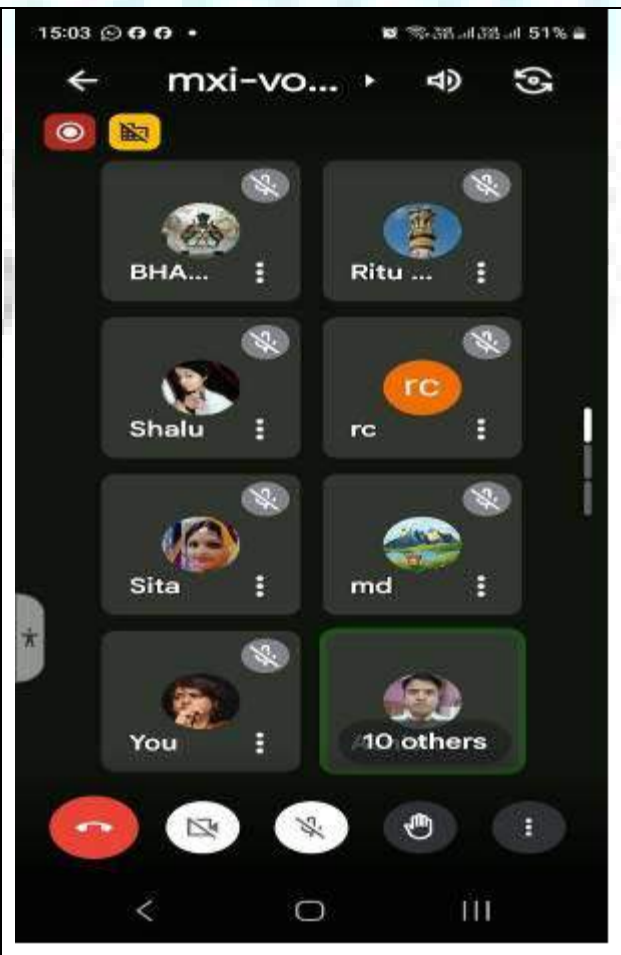 15:03 51%
mxi-vo...
BHA... Ritu ...
rc
Shalu rc
Sita md
You 10 others